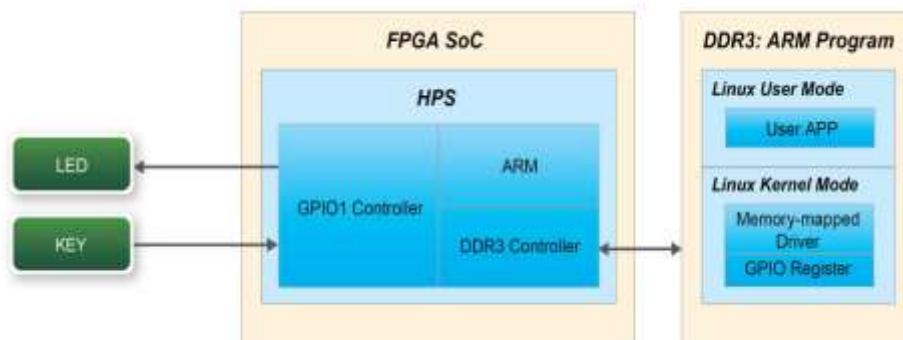 FPGA SoC
HPS
LED
KEY
GPIO1 Controller
ARM
DDR3 Controller
DDR3: ARM Program
Linux User Mode
User APP
Linux Kernel Mode
Memory-mapped
Driver
GPIO Register